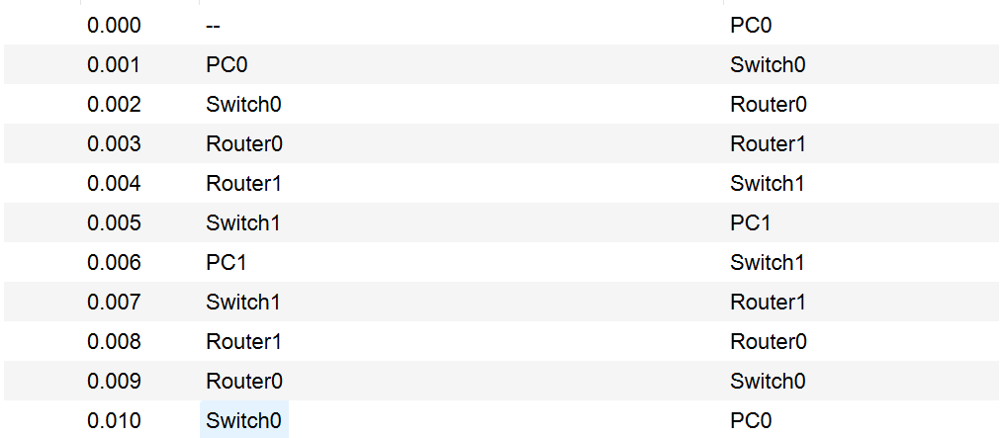 0.000 -- PC0
0.001 PC0 Switch0
0.002 Switch0 Router0
0.003 Router0 Router1
0.004 Router1 Switch1
0.005 Switch1 PC1
0.006 PC1 Switch1
0.007 Switch1 Router1
0.008 Router1 Router0
0.009 Router0 Switch0
0.010 Switch0 PC0